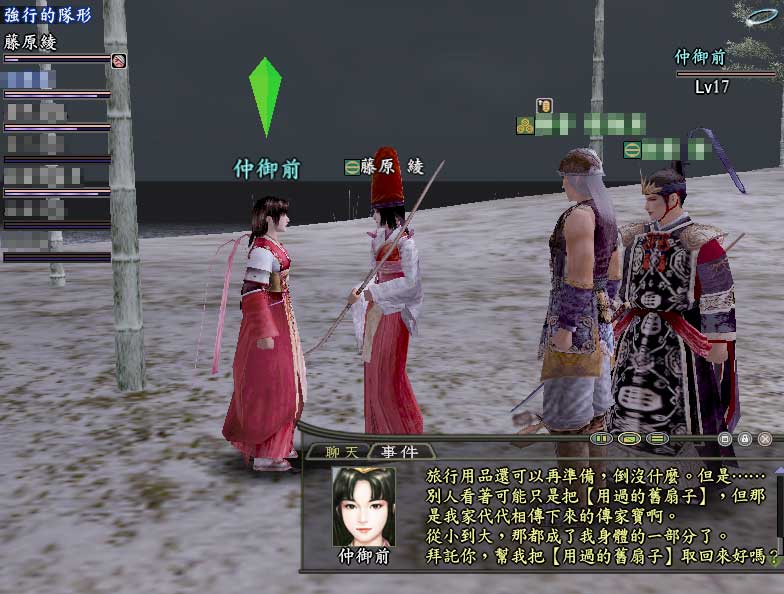 強行的隊形
藤原綾
仲御前
Lv17
仲御前
藤原 綾
聊天
事件
旅行用品還可以再準備，倒沒什麼。但是……
別人看著可能只是把【用過的舊扇子】，但那
是我家代代相傳下來的傳家寶啊。
從小到大，那都成了我身體的一部分了。
拜託你，幫我把【用過的舊扇子】取回來好嗎？
仲御前